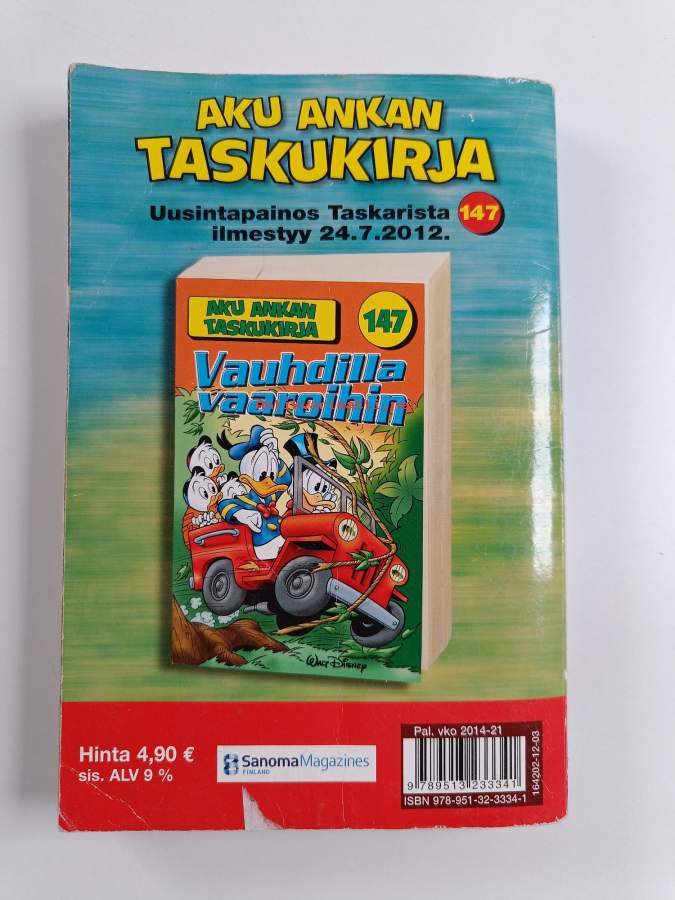 AKU ANKAN
TASKUKIRJA
Uusintapainos Taskarista 147
ilmestyy 24.7.2012.
AKU ANKAN
TASKUKIRJA
147
Vauhdilla
vaaroihin
Walt Disney
Hinta 4,90 €
sis. ALV 9 %
SanomaMagazines
FINLAND
Pal. vko 2014-21
9 789513 233341
ISBN 978-951-32-3334-1
164202-12-03